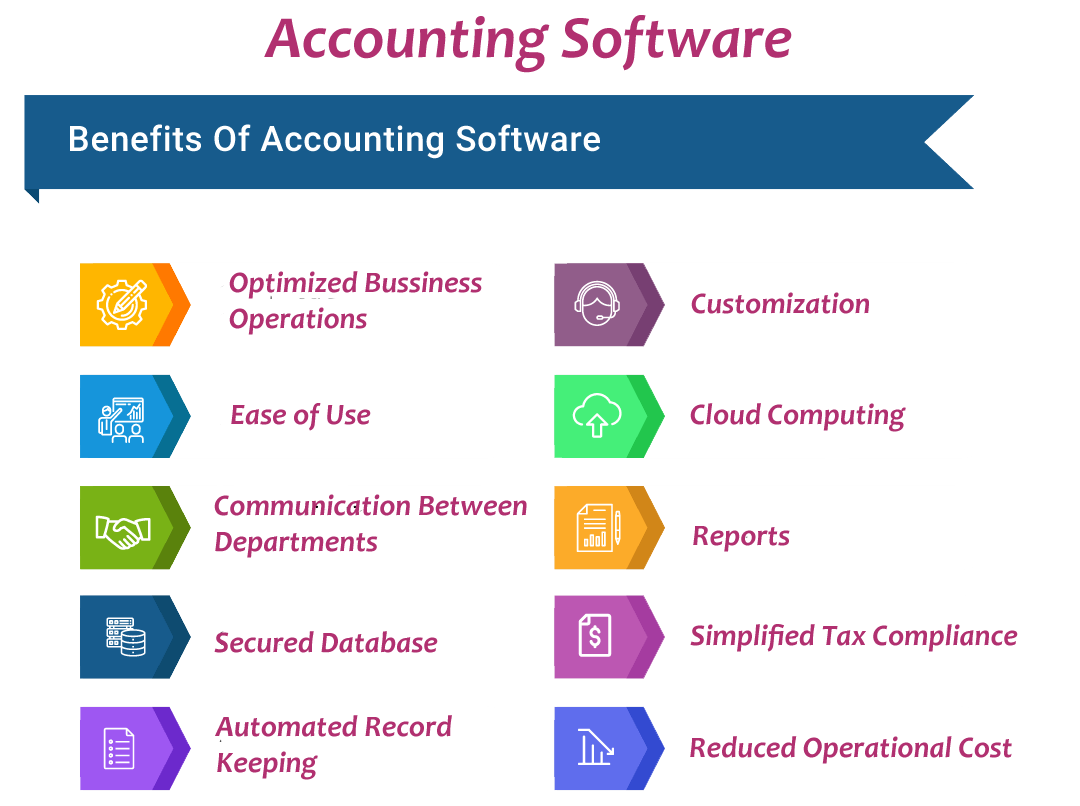 Accounting Software
Benefits Of Accounting Software
Optimized Bussiness
Operations
Ease of Use
Communication Between
Departments
Secured Database
Automated Record
Keeping
Customization
Cloud Computing
Reports
Simplified Tax Compliance
Reduced Operational Cost